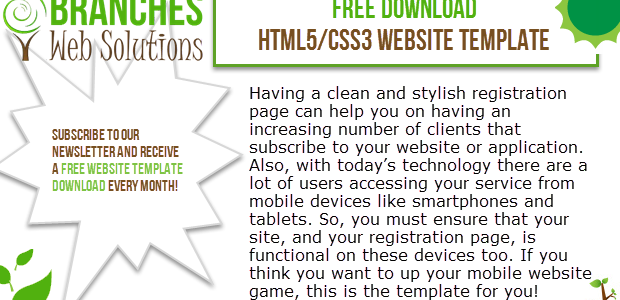 BRANCHES
Web Solutions
FREE DOWNLOAD
HTML5/CSS3 WEBSITE TEMPLATE
SUBSCRIBE TO OUR
NEWSLETTER AND RECEIVE
A FREE WEBSITE TEMPLATE
DOWNLOAD EVERY MONTH!
Having a clean and stylish registration
page can help you on having an
increasing number of clients that
subscribe to your website or application.
Also, with today’s technology there are a
lot of users accessing your service from
mobile devices like smartphones and
tablets. So, you must ensure that your
site, and your registration page, is
functional on these devices too. If you
think you want to up your mobile website
game, this is the template for you!